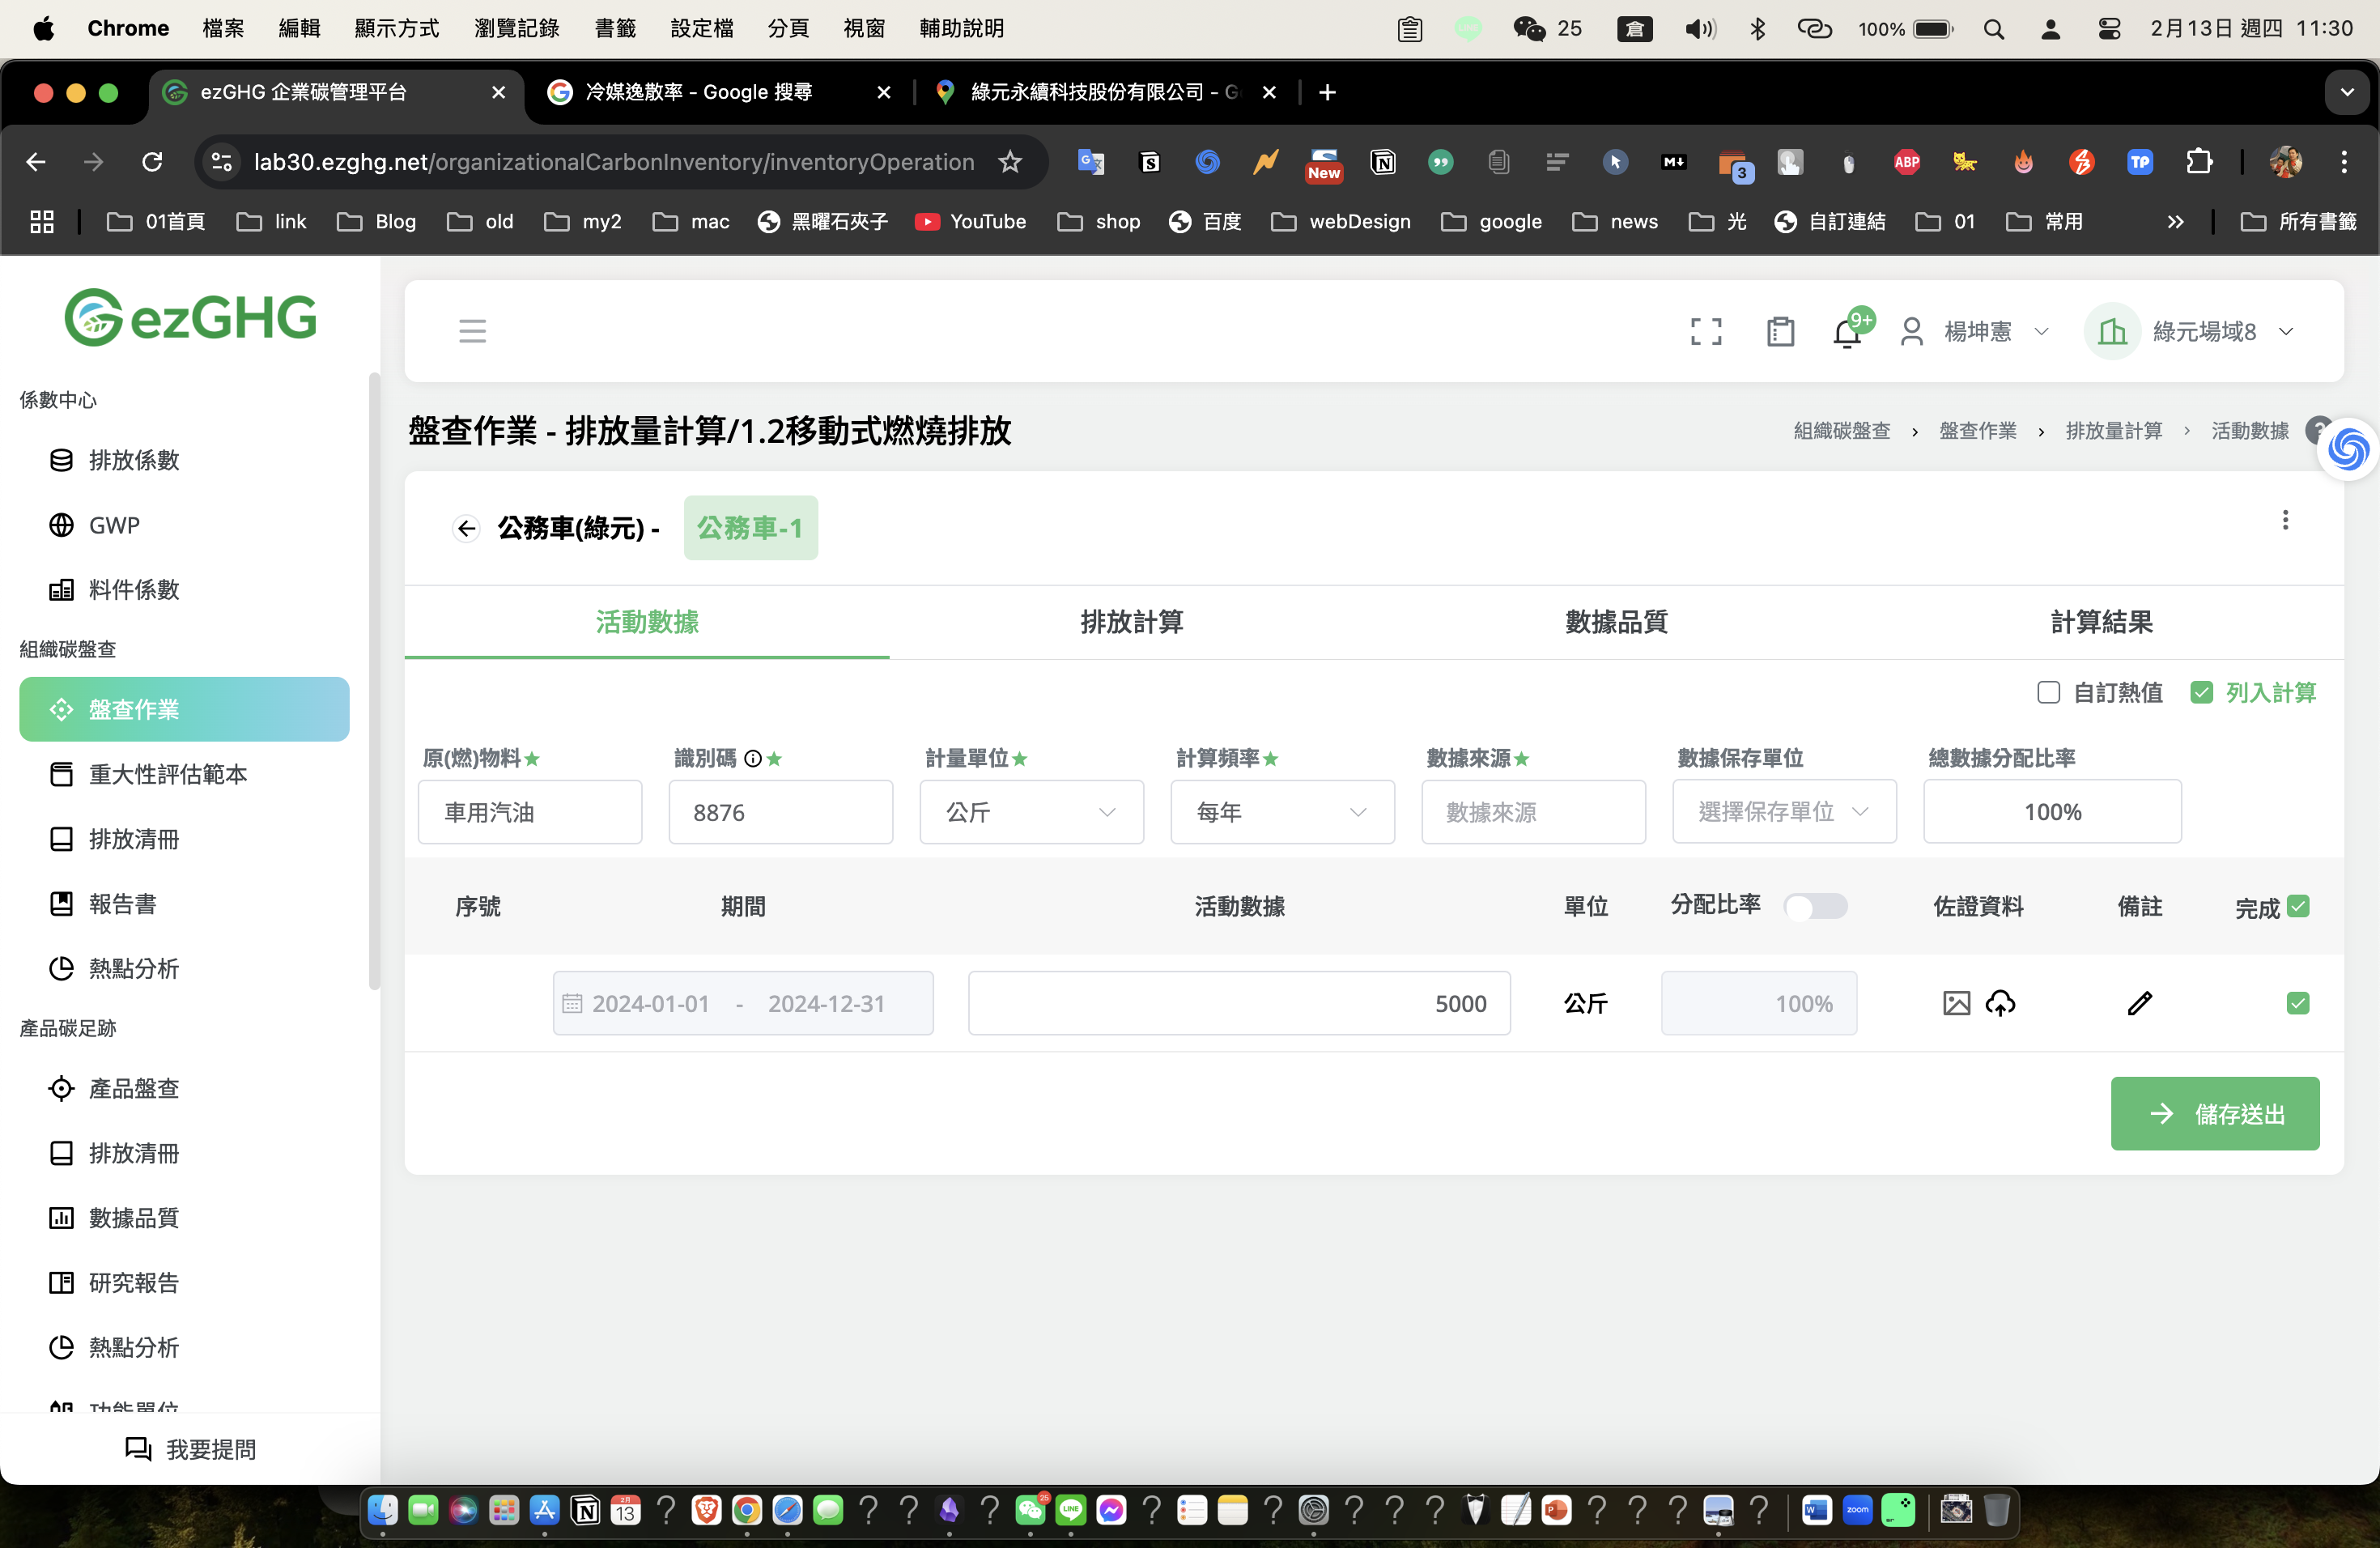 Chrome 檔案 編輯 顯示方式 瀏覽記錄 書籤 設定檔 分頁 視窗 輔助說明 25 倉 100% 2月13日 週四 11:30
ezGHG 企業碳管理平台 冷媒逸散率 - Google 搜尋 綠元永續科技股份有限公司 - G
lab30.ezghg.net/organizationalCarbonInventory/inventoryOperation New 3 ABP TP
01首頁 link Blog old my2 mac 黑曜石夾子 YouTube shop 百度 webDesign google news 光 自訂連結 01 常用 所有書籤
ezGHG
9+ 楊坤憲 綠元場域8
係數中心
排放係數
GWP
料件係數
組織碳盤查
盤查作業
重大性評估範本
排放清冊
報告書
熱點分析
產品碳足跡
產品盤查
排放清冊
數據品質
研究報告
熱點分析
功能單位
我要提問
盤查作業 - 排放量計算/1.2移動式燃燒排放
組織碳盤查 › 盤查作業 › 排放量計算 › 活動數據
公務車(綠元) - 公務車-1
活動數據 排放計算 數據品質 計算結果
自訂熱值 列入計算
原(燃)物料 識別碼 計量單位 計算頻率 數據來源 數據保存單位 總數據分配比率
車用汽油 8876 公斤 每年 數據來源 選擇保存單位 100%
序號 期間 活動數據 單位 分配比率 佐證資料 備註 完成
2024-01-01 - 2024-12-31 5000 公斤 100%
儲存送出
2月 13 25 LINE zoom